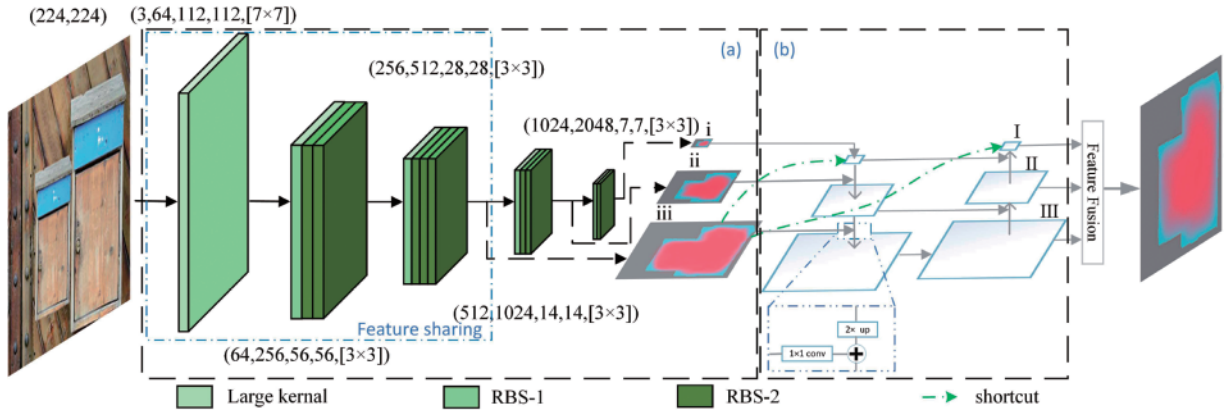 (224,224)
(3,64,112,112,[7×7])
(a)
(b)
(256,512,28,28,[3×3])
(1024,2048,7,7,[3×3])
i
ii
iii
I
II
III
Feature Fusion
Feature sharing
(512,1024,14,14,[3×3])
(64,256,56,56,[3×3])
2× up
1×1 conv
Large kernal
RBS-1
RBS-2
shortcut